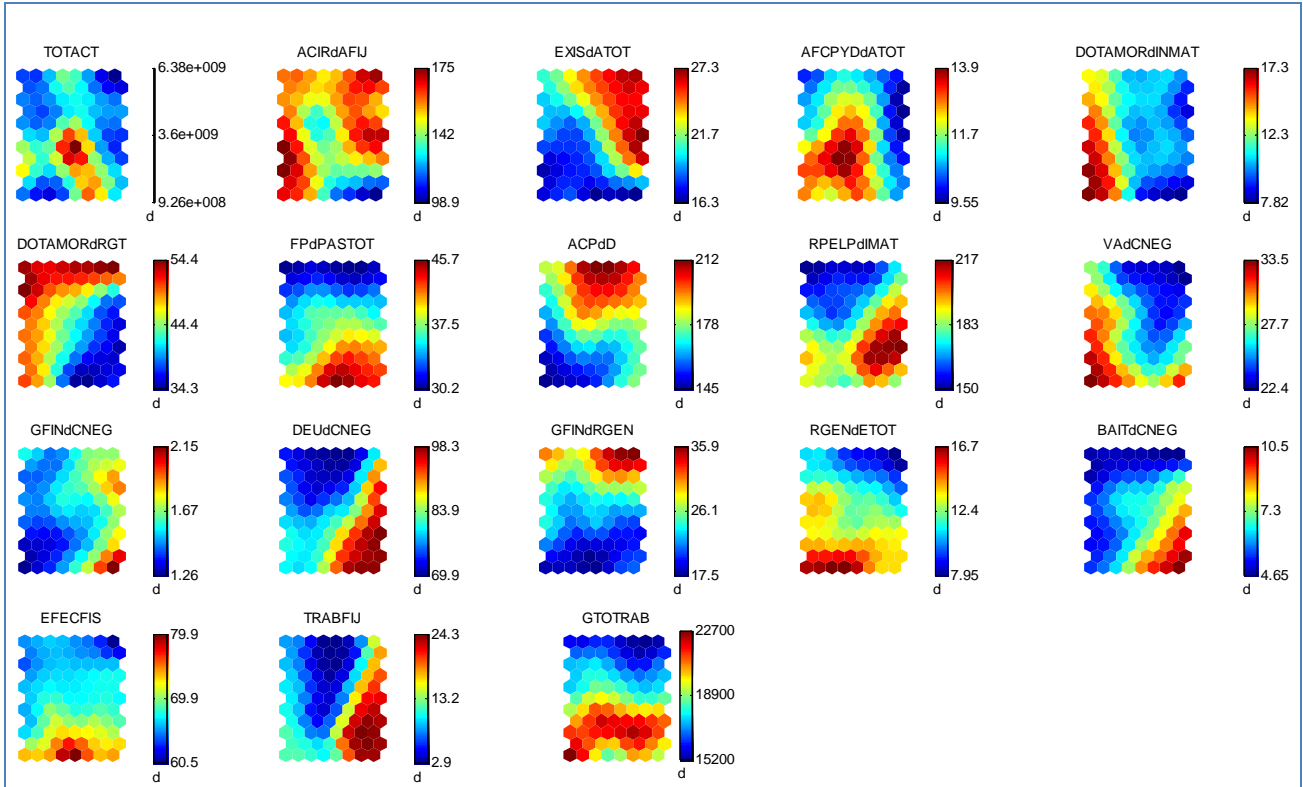 TOTACT
6.38e+009
3.6e+009
9.26e+008
d
ACIRdAFIJ
175
142
98.9
d
EXISdATOT
27.3
21.7
16.3
d
AFCPYDdATOT
13.9
11.7
9.55
d
DOTAMORdINMAT
17.3
12.3
7.82
d
DOTAMORdRGT
54.4
44.4
34.3
d
FPdPASTOT
45.7
37.5
30.2
d
ACPdD
212
178
145
d
RPELPdIMAT
217
183
150
d
VAdCNEG
33.5
27.7
22.4
d
GFINdCNEG
2.15
1.67
1.26
d
DEUdCNEG
98.3
83.9
69.9
d
GFINdRGEN
35.9
26.1
17.5
d
RGENdETOT
16.7
12.4
7.95
d
BAITdCNEG
10.5
7.3
4.65
d
EFECFIS
79.9
69.9
60.5
d
TRABFIJ
24.3
13.2
2.9
d
GTOTRAB
22700
18900
15200
d